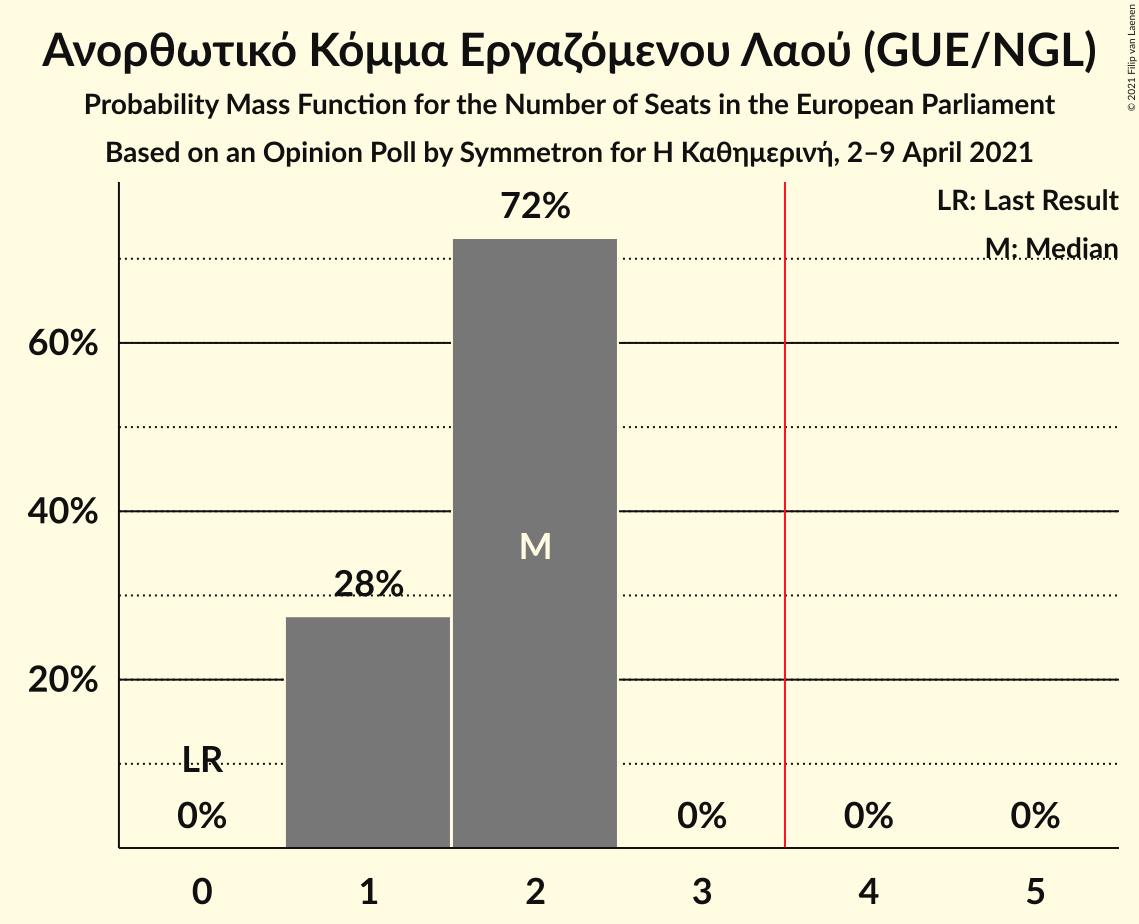 Ανορθωτικό Κόμμα Εργαζόμενου Λαού (GUE/NGL)
Probability Mass Function for the Number of Seats in the European Parliament
Based on an Opinion Poll by Symmetron for Η Καθημερινή, 2–9 April 2021
© 2021 Filip van Laenen
LR: Last Result
M: Median
72%
60%
40%
M
28%
20%
LR
0%
0%
0%
0%
0 1 2 3 4 5